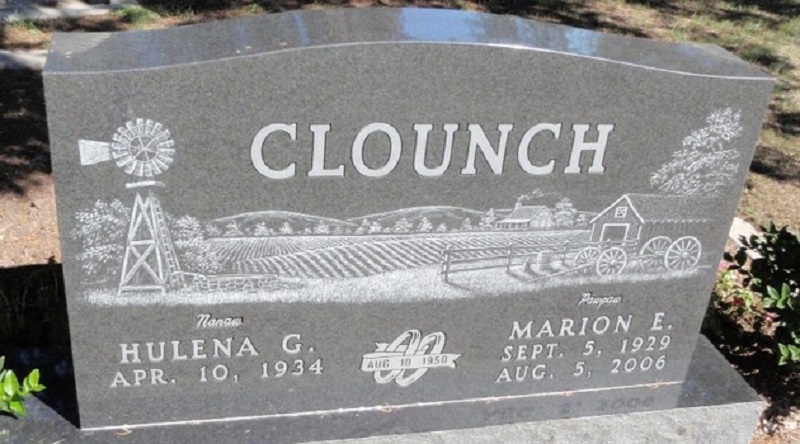 CLOUNCH
Nanaw
HULENA G.
APR. 10, 1934
AUG 10 1950
Pawpaw
MARION E.
SEPT. 5, 1929
AUG. 5, 2006